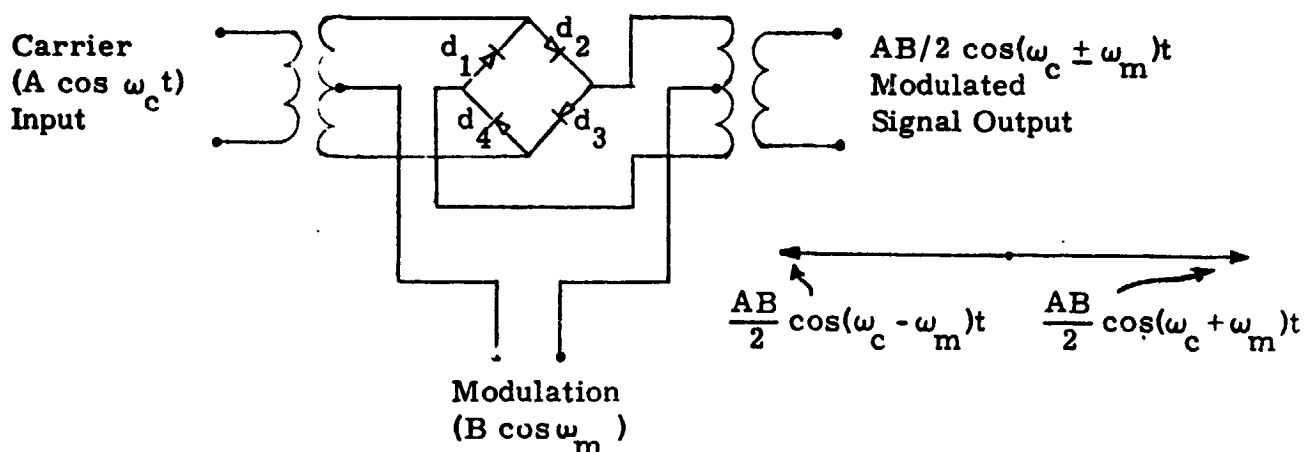 Carrier
(A cos ω_c t)
Input
d_1
d_2
d_4
d_3
AB/2 cos(ω_c ± ω_m)t
Modulated
Signal Output
AB/2 cos(ω_c - ω_m)t
AB/2 cos(ω_c + ω_m)t
Modulation
(B cos ω_m )